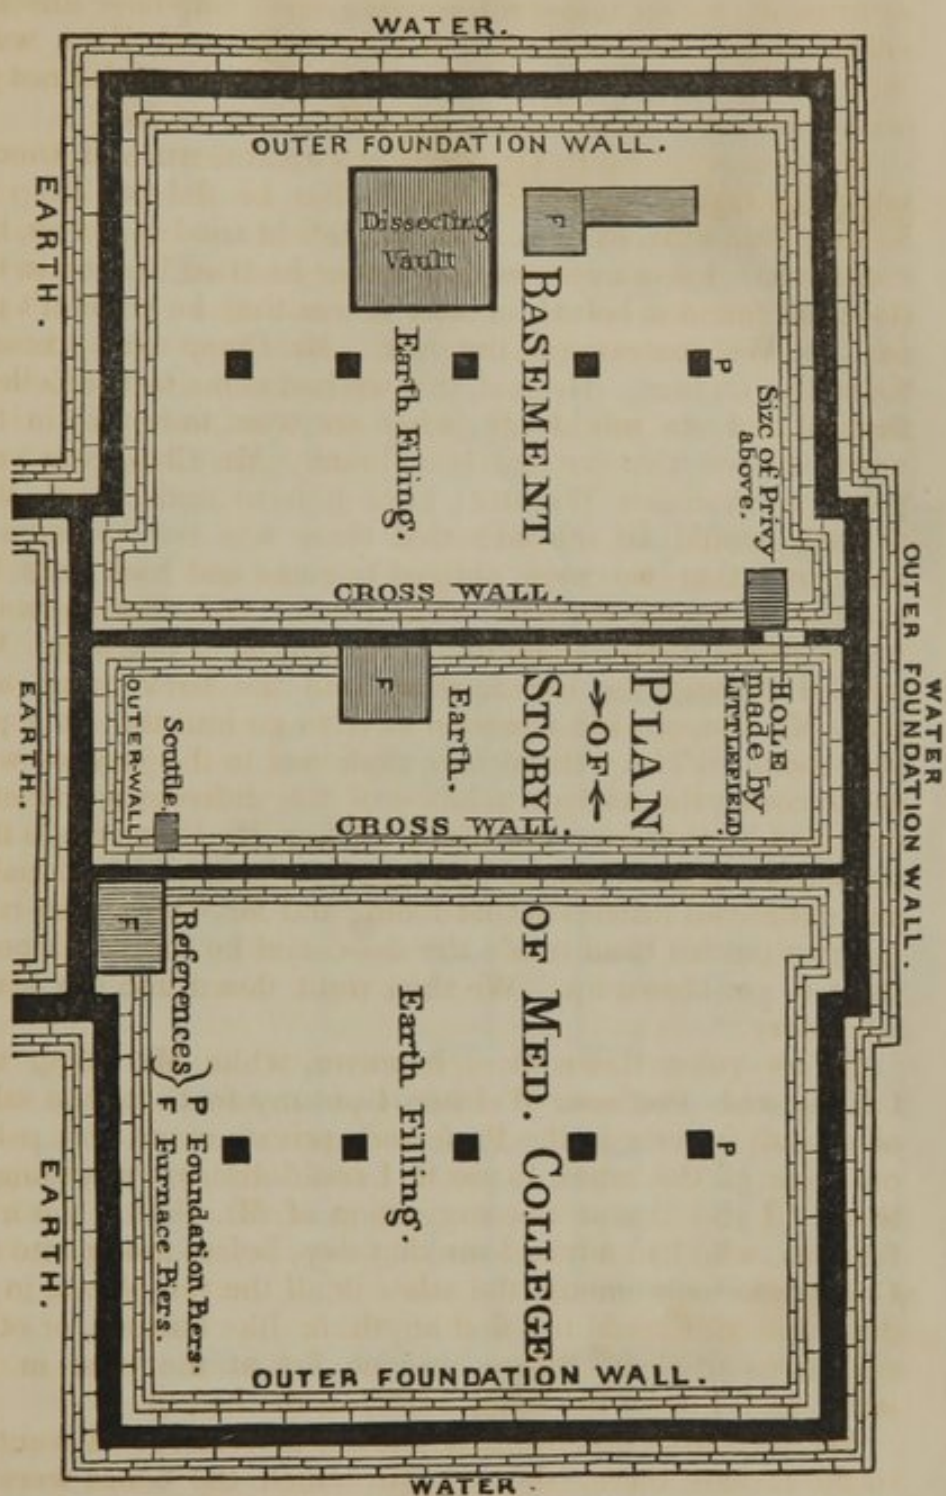 WATER.
OUTER FOUNDATION WALL.
EARTH.
Dissecting
Vault
F
BASEMENT
Earth Filling.
P
Size of Privy
above.
CROSS WALL.
OUTER FOUNDATION WALL.
WATER
HOLE
made by
LITTLEFIELD.
PLAN
OF
STORY
Earth.
F
OUTER-WALL
Scuttle
EARTH.
CROSS WALL.
OF MED. COLLEGE
F
References
P Foundation Piers.
F Furnace Piers.
Earth Filling.
P
EARTH.
OUTER FOUNDATION WALL.
WATER.